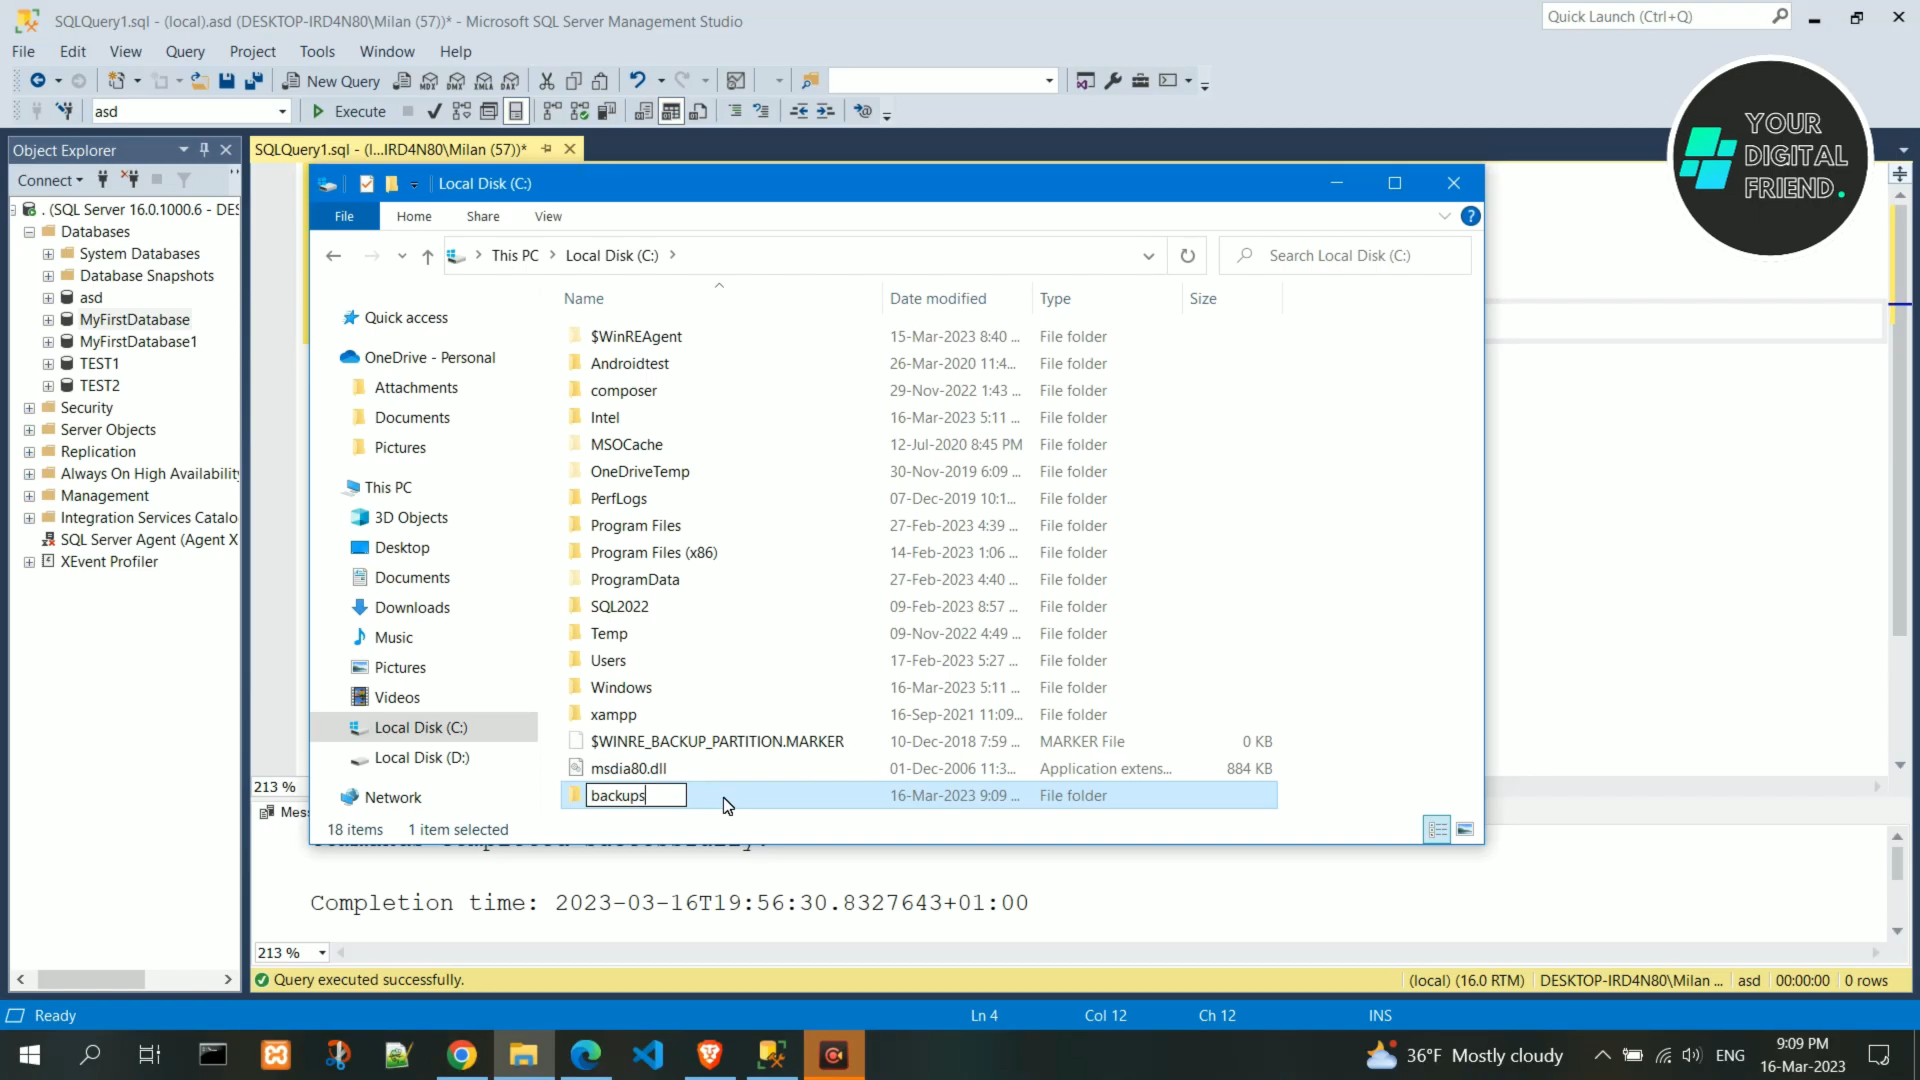 SQLQuery1.sql - (local).asd (DESKTOP-IRD4N80\Milan (57))* - Microsoft SQL Server Management Studio
Quick Launch (Ctrl+Q)
File Edit View Query Project Tools Window Help
New Query
asd
Execute
YOUR
DIGITAL
FRIEND.
Object Explorer
SQLQuery1.sql - (l...IRD4N80\Milan (57))*
Connect
. (SQL Server 16.0.1000.6 - DES
Databases
System Databases
Database Snapshots
asd
MyFirstDatabase
MyFirstDatabase1
TEST1
TEST2
Security
Server Objects
Replication
Always On High Availability
Management
Integration Services Catalo
SQL Server Agent (Agent X
XEvent Profiler
Local Disk (C:)
File Home Share View
This PC > Local Disk (C:) >
Search Local Disk (C:)
Quick access
OneDrive - Personal
Attachments
Documents
Pictures
This PC
3D Objects
Desktop
Documents
Downloads
Music
Pictures
Videos
Local Disk (C:)
Local Disk (D:)
Network
Name Date modified Type Size
$WinREAgent 15-Mar-2023 8:40 ... File folder
Androidtest 26-Mar-2020 11:4... File folder
composer 29-Nov-2022 1:43 ... File folder
Intel 16-Mar-2023 5:11 ... File folder
MSOCache 12-Jul-2020 8:45 PM File folder
OneDriveTemp 30-Nov-2019 6:09 ... File folder
PerfLogs 07-Dec-2019 10:1... File folder
Program Files 27-Feb-2023 4:39 ... File folder
Program Files (x86) 14-Feb-2023 1:06 ... File folder
ProgramData 27-Feb-2023 4:40 ... File folder
SQL2022 09-Feb-2023 8:57 ... File folder
Temp 09-Nov-2022 4:49 ... File folder
Users 17-Feb-2023 5:27 ... File folder
Windows 16-Mar-2023 5:11 ... File folder
xampp 16-Sep-2021 11:09... File folder
$WINRE_BACKUP_PARTITION.MARKER 10-Dec-2018 7:59 ... MARKER File 0 KB
msdia80.dll 01-Dec-2006 11:3... Application extens... 884 KB
backups 16-Mar-2023 9:09 ... File folder
18 items 1 item selected
213 %
Mes
Completion time: 2023-03-16T19:56:30.8327643+01:00
213 %
Query executed successfully.
(local) (16.0 RTM) DESKTOP-IRD4N80\Milan ... asd 00:00:00 0 rows
Ready Ln 4 Col 12 Ch 12 INS
36°F Mostly cloudy
ENG
9:09 PM
16-Mar-2023